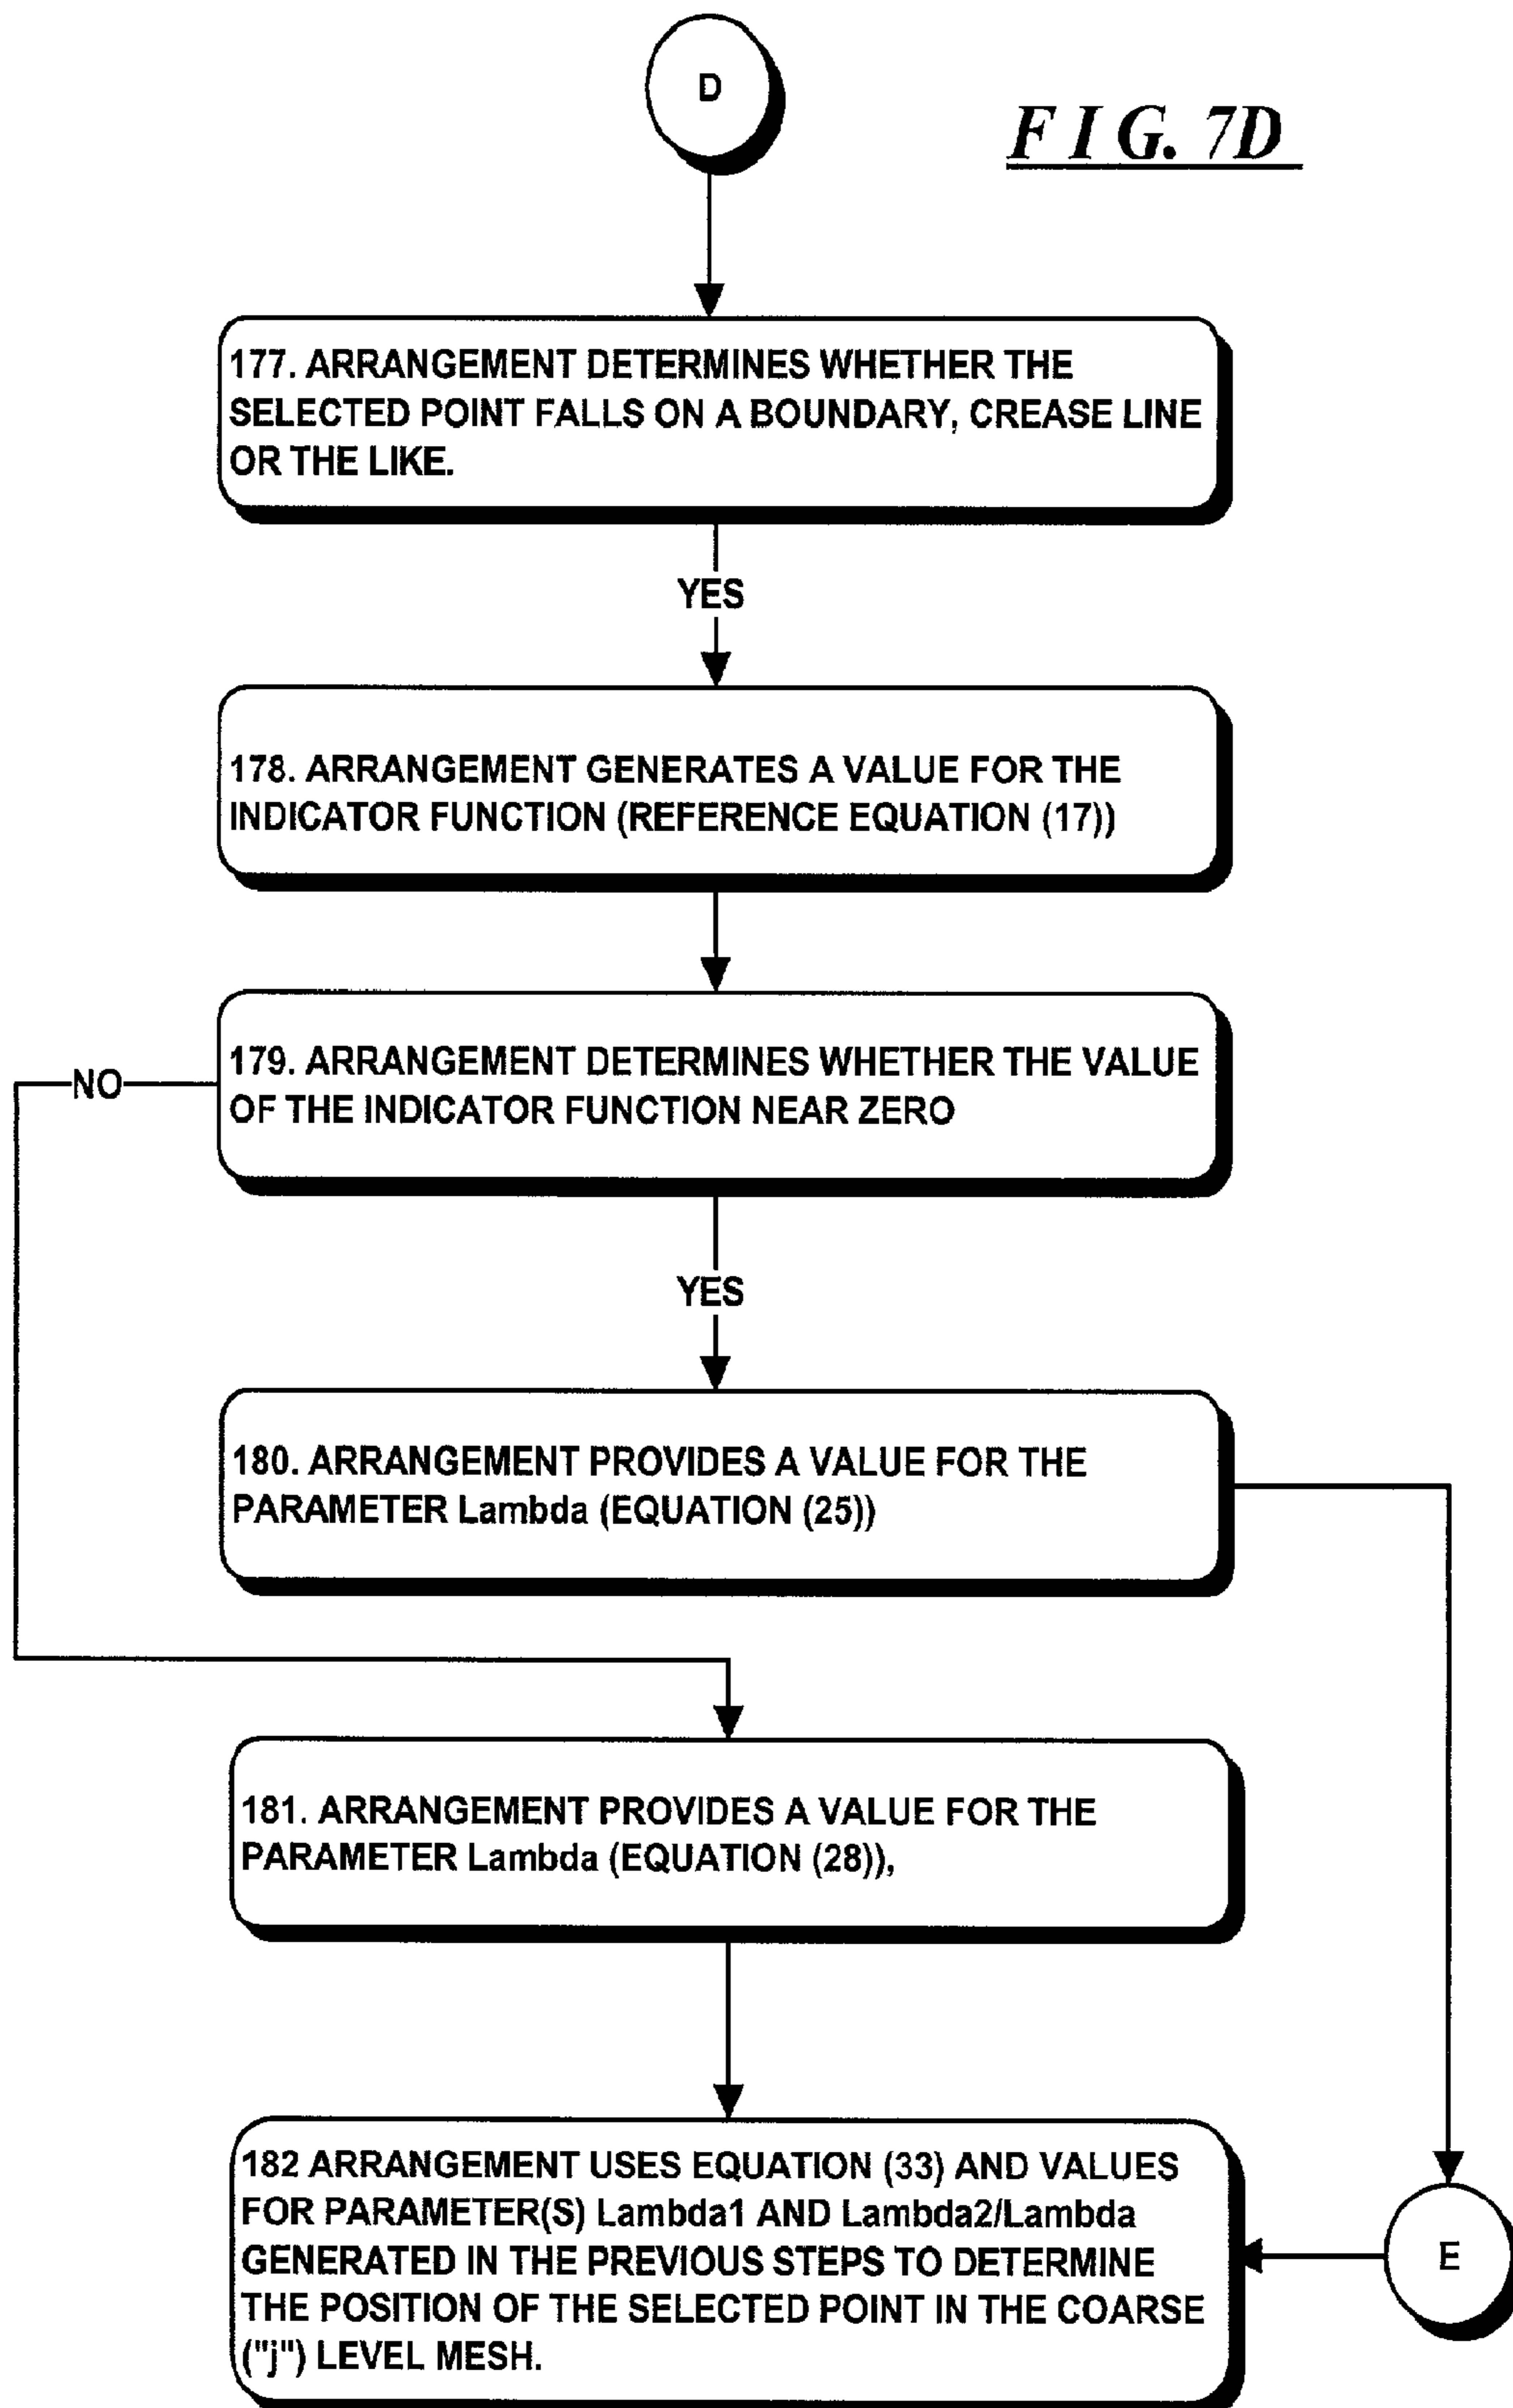 D
F I G. 7D
177. ARRANGEMENT DETERMINES WHETHER THE
SELECTED POINT FALLS ON A BOUNDARY, CREASE LINE
OR THE LIKE.
YES
178. ARRANGEMENT GENERATES A VALUE FOR THE
INDICATOR FUNCTION (REFERENCE EQUATION (17))
179. ARRANGEMENT DETERMINES WHETHER THE VALUE
OF THE INDICATOR FUNCTION NEAR ZERO
NO
YES
180. ARRANGEMENT PROVIDES A VALUE FOR THE
PARAMETER Lambda (EQUATION (25))
181. ARRANGEMENT PROVIDES A VALUE FOR THE
PARAMETER Lambda (EQUATION (28)),
182 ARRANGEMENT USES EQUATION (33) AND VALUES
FOR PARAMETER(S) Lambda1 AND Lambda2/Lambda
GENERATED IN THE PREVIOUS STEPS TO DETERMINE
THE POSITION OF THE SELECTED POINT IN THE COARSE
("j") LEVEL MESH.
E